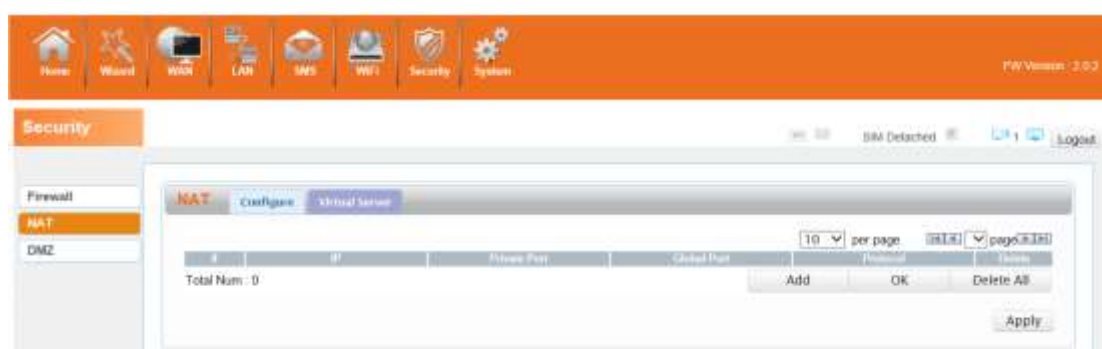 Home Wizard WAN LAN SMS WiFi Security System
FW Version : 2.0.2
Security
SIM Detached 1 Logout
Firewall
NAT Configure Virtual Server
NAT
10 per page page
DMZ
# IP Private Port Global Port Protocol Delete
Total Num : 0 Add OK Delete All
Apply